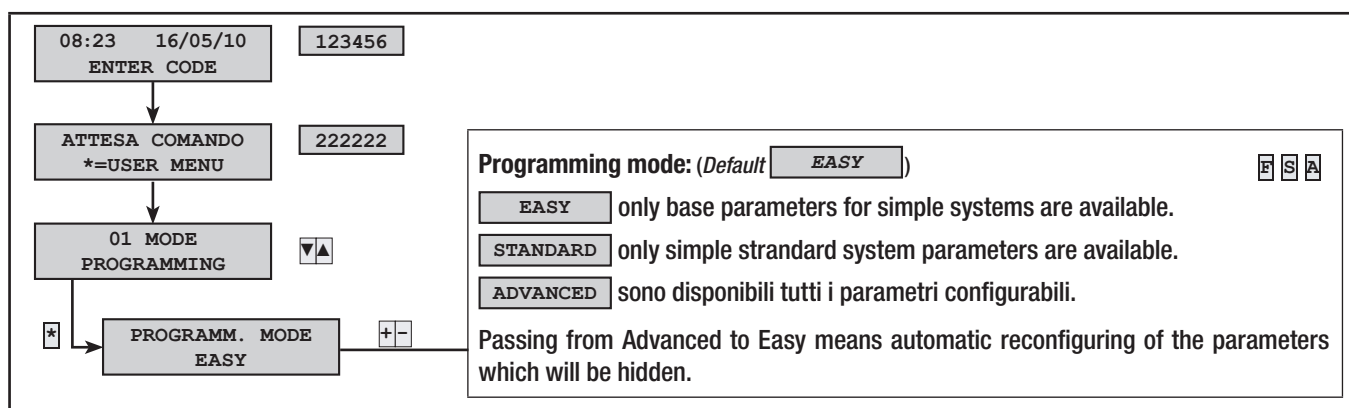 08:23 16/05/10
ENTER CODE
123456
ATTESA COMANDO
*=USER MENU
222222
01 MODE
PROGRAMMING
▼▲
*
PROGRAMM. MODE
EASY
+-
Programming mode: (Default EASY)
F S A
EASY only base parameters for simple systems are available.
STANDARD only simple strandard system parameters are available.
ADVANCED sono disponibili tutti i parametri configurabili.
Passing from Advanced to Easy means automatic reconfiguring of the parameters
which will be hidden.